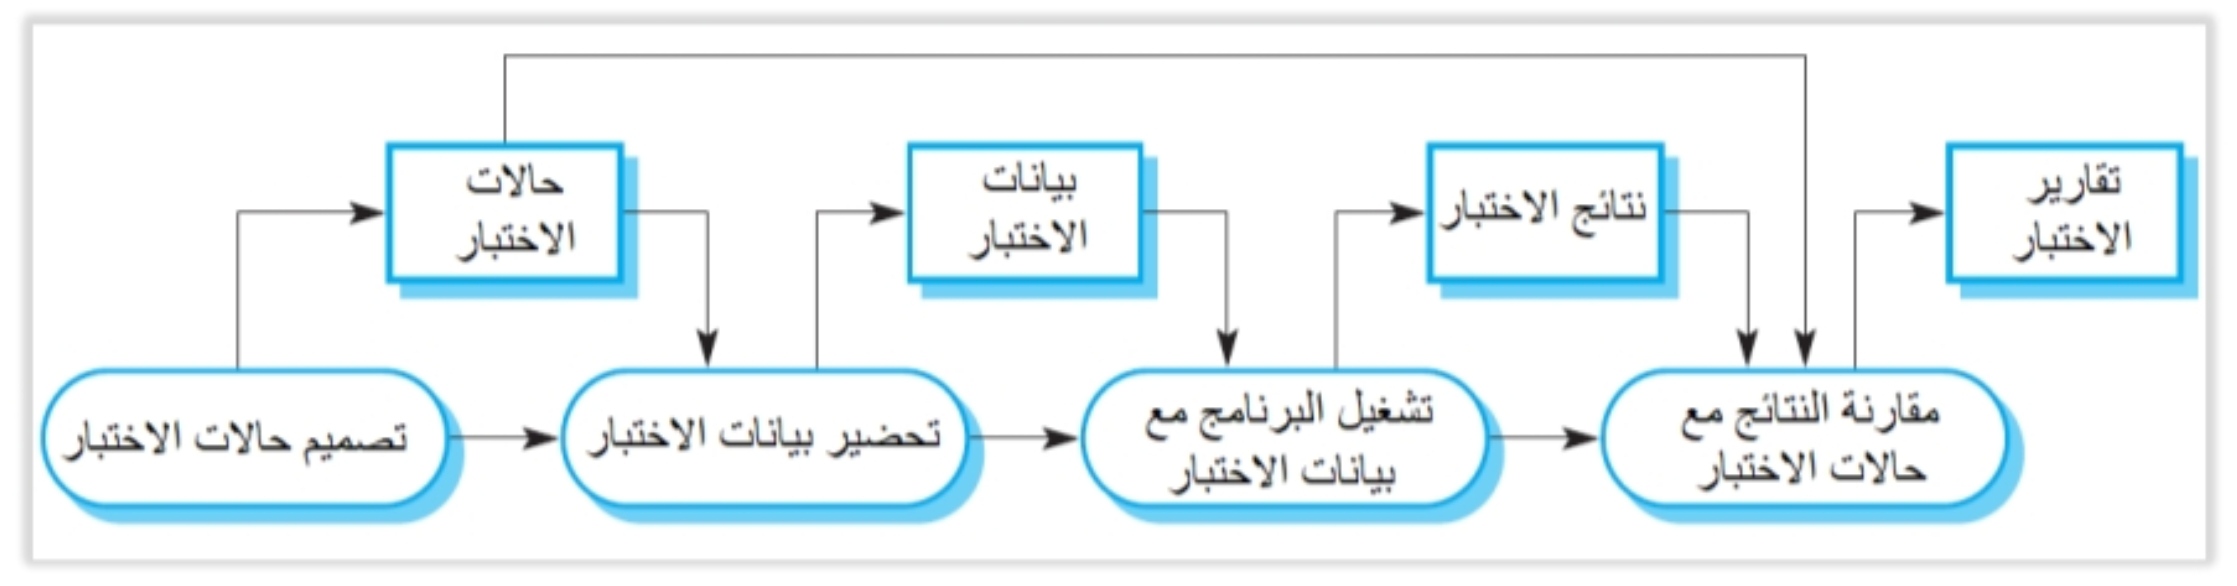 حالات
الاختبار
بيانات
الاختبار
نتائج الاختبار
تقارير
الاختبار
تصميم حالات الاختبار
تحضير بيانات الاختبار
تشغيل البرنامج مع
بيانات الاختبار
مقارنة النتائج مع
حالات الاختبار